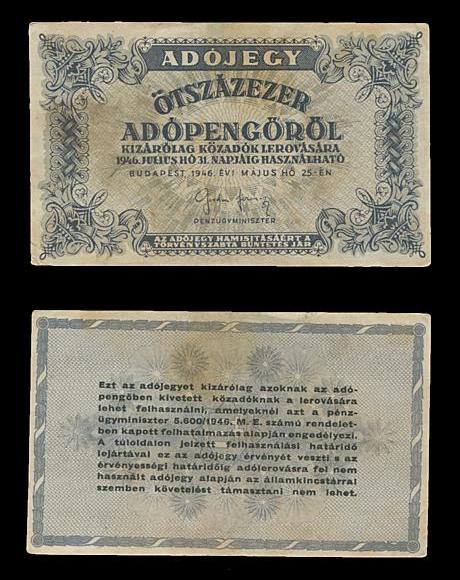 ADÓJEGY
ÖTSZÁZEZER
ADÓPENGŐRŐL
KIZÁRÓLAG KÖZADÓK LEROVÁSÁRA
1946. JULIUS HÓ 31. NAPJÁIG HASZNÁLHATÓ
BUDAPEST, 1946. ÉVI MÁJUS HÓ 25-ÉN
PÉNZÜGYMINISZTER
AZ ADÓJEGY HAMISITÁSAÉRT A
TÖRVÉNYSZABTA BÜNTETÉS JÁR
Ezt az adójegyet kizárólag azoknak az adó-
pengőben kivetett közadóknak a lerovására
lehet felhasználni, amelyeknél azt a pénz-
ügyminiszter 5.600/1946. M. E. számú rendelet-
ben kapott felhatalmazás alapján engedélyezi.
A túloldalon jelzett felhasználási határidő
lejártával ez az adójegy érvényét veszti s az
érvényességi határidőig adólerovásra fel nem
használt adójegy alapján az államkincstárral
szemben követelést támasztani nem lehet.